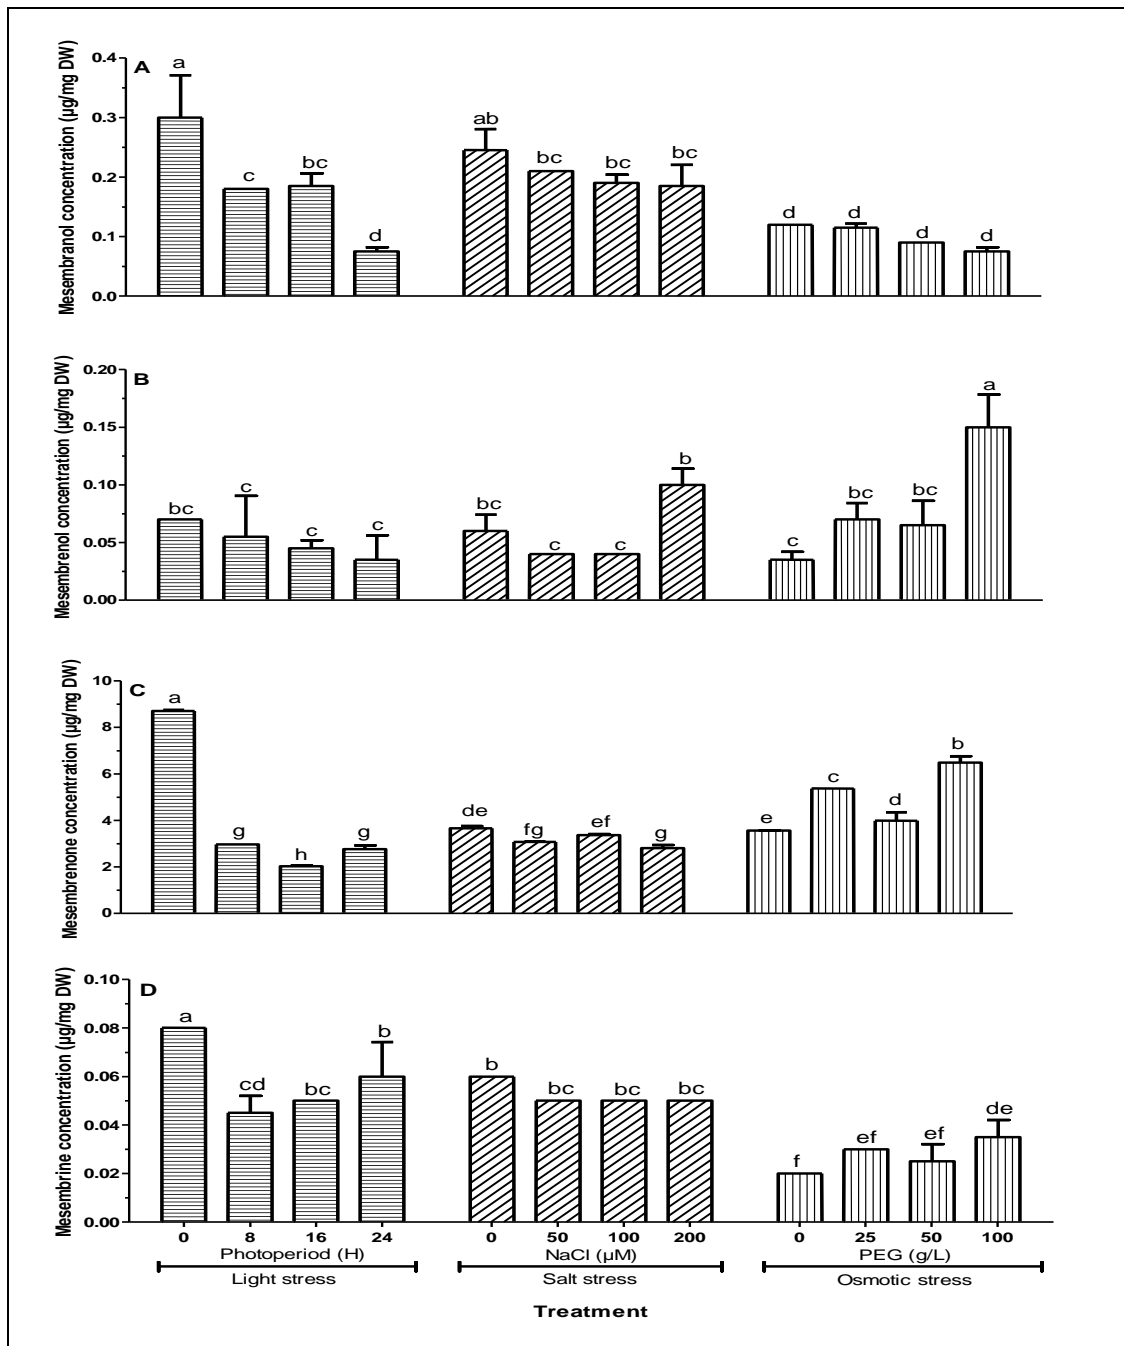 A
Mesembranol concentration (µg/mg DW)
0.4
0.3
0.2
0.1
0.0
a
c
bc
d
ab
bc
bc
bc
d
d
d
d
B
Mesembrenol concentration (µg/mg DW)
0.20
0.15
0.10
0.05
0.00
bc
c
c
c
bc
c
c
b
c
bc
bc
a
C
Mesembrenone concentration (µg/mg DW)
10
8
6
4
2
0
a
g
h
g
de
fg
ef
g
e
c
d
b
D
Mesembrine concentration (µg/mg DW)
0.10
0.08
0.06
0.04
0.02
0.00
a
cd
bc
b
b
bc
bc
bc
f
ef
ef
de
0 8 16 24 0 50 100 200 0 25 50 100
Photoperiod (H) NaCl (µM) PEG (g/L)
Light stress Salt stress Osmotic stress
Treatment